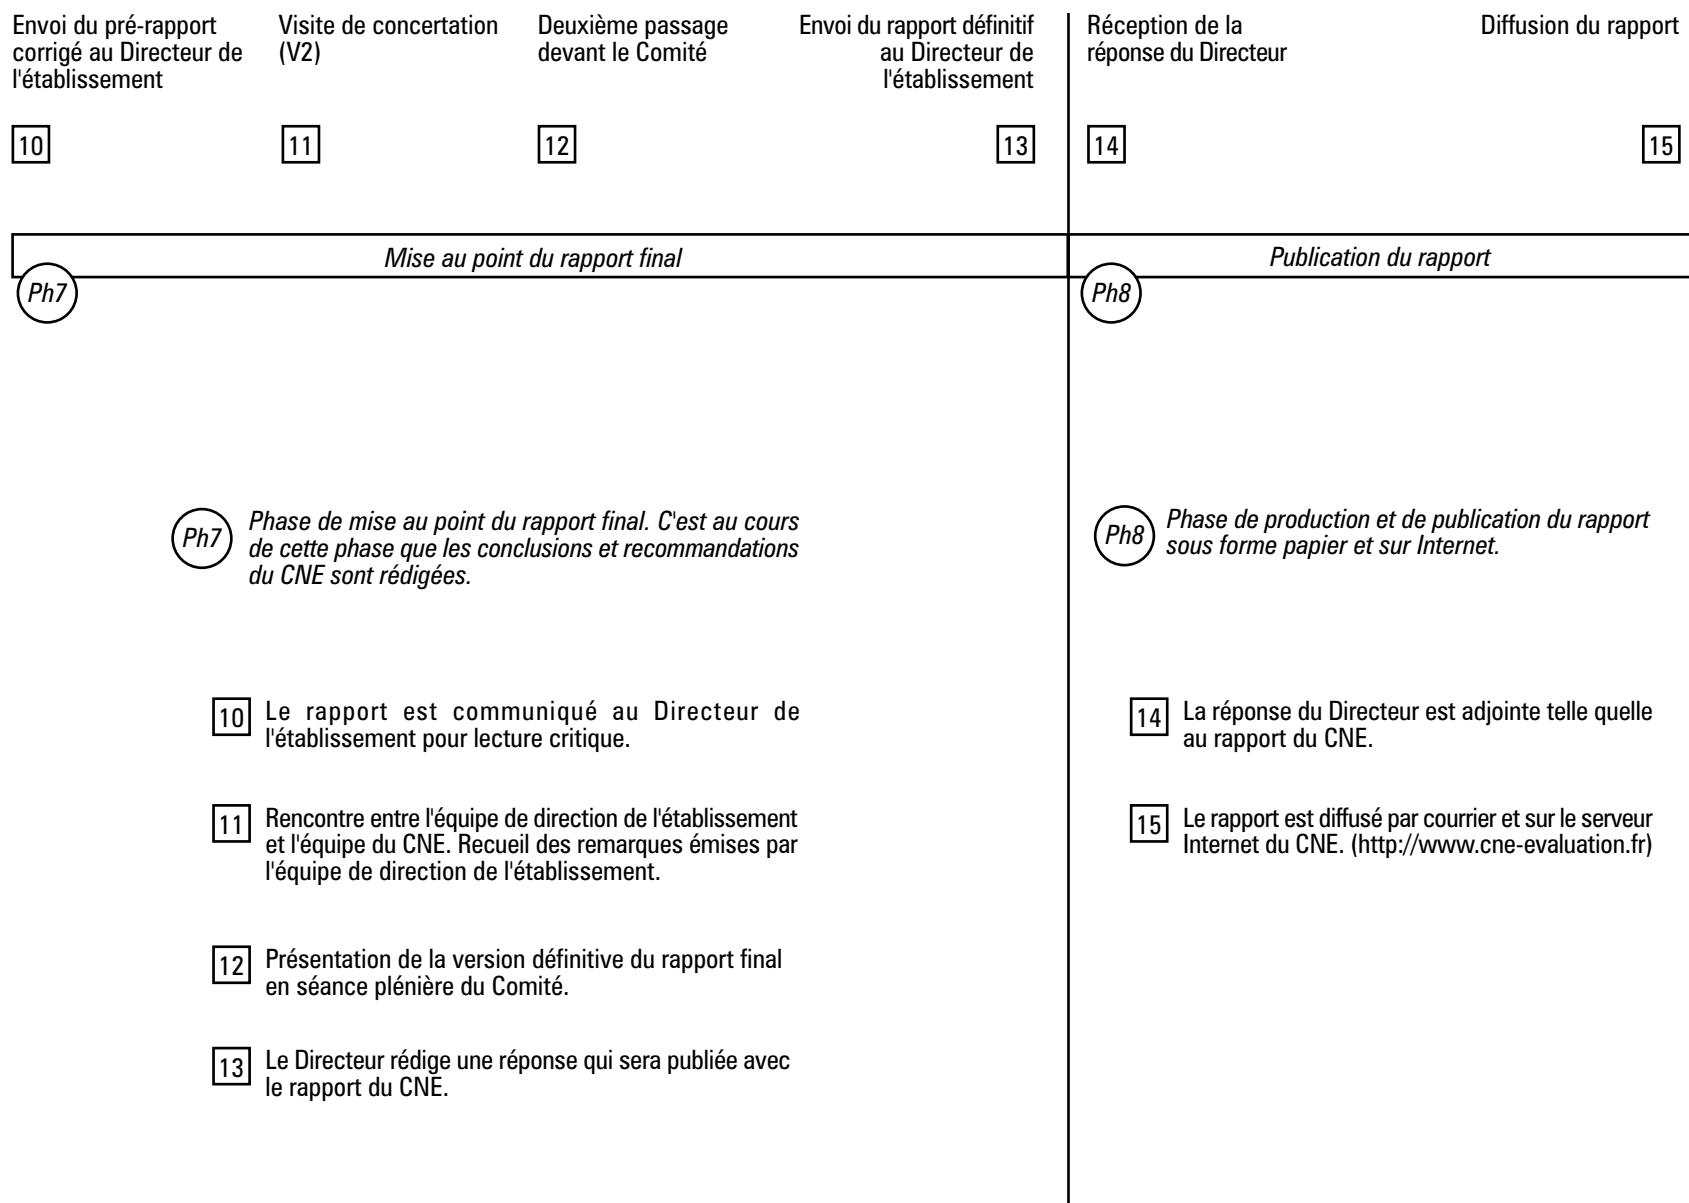 Envoi du pré-rapport
corrigé au Directeur de
l'établissement
Visite de concertation
(V2)
Deuxième passage
devant le Comité
Envoi du rapport définitif
au Directeur de
l'établissement
Réception de la
réponse du Directeur
Diffusion du rapport
10
11
12
13
14
15
Mise au point du rapport final
Publication du rapport
Ph7
Ph8
Ph7
Phase de mise au point du rapport final. C'est au cours
de cette phase que les conclusions et recommandations
du CNE sont rédigées.
10
Le rapport est communiqué au Directeur de
l'établissement pour lecture critique.
11
Rencontre entre l'équipe de direction de l'établissement
et l'équipe du CNE. Recueil des remarques émises par
l'équipe de direction de l'établissement.
12
Présentation de la version définitive du rapport final
en séance plénière du Comité.
13
Le Directeur rédige une réponse qui sera publiée avec
le rapport du CNE.
Ph8
Phase de production et de publication du rapport
sous forme papier et sur Internet.
14
La réponse du Directeur est adjointe telle quelle
au rapport du CNE.
15
Le rapport est diffusé par courrier et sur le serveur
Internet du CNE. (http://www.cne-evaluation.fr)